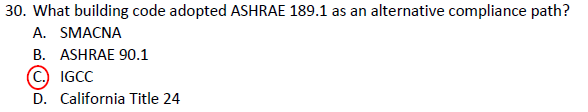 30. What building code adopted ASHRAE 189.1 as an alternative compliance path?
A. SMACNA
B. ASHRAE 90.1
C. IGCC
D. California Title 24